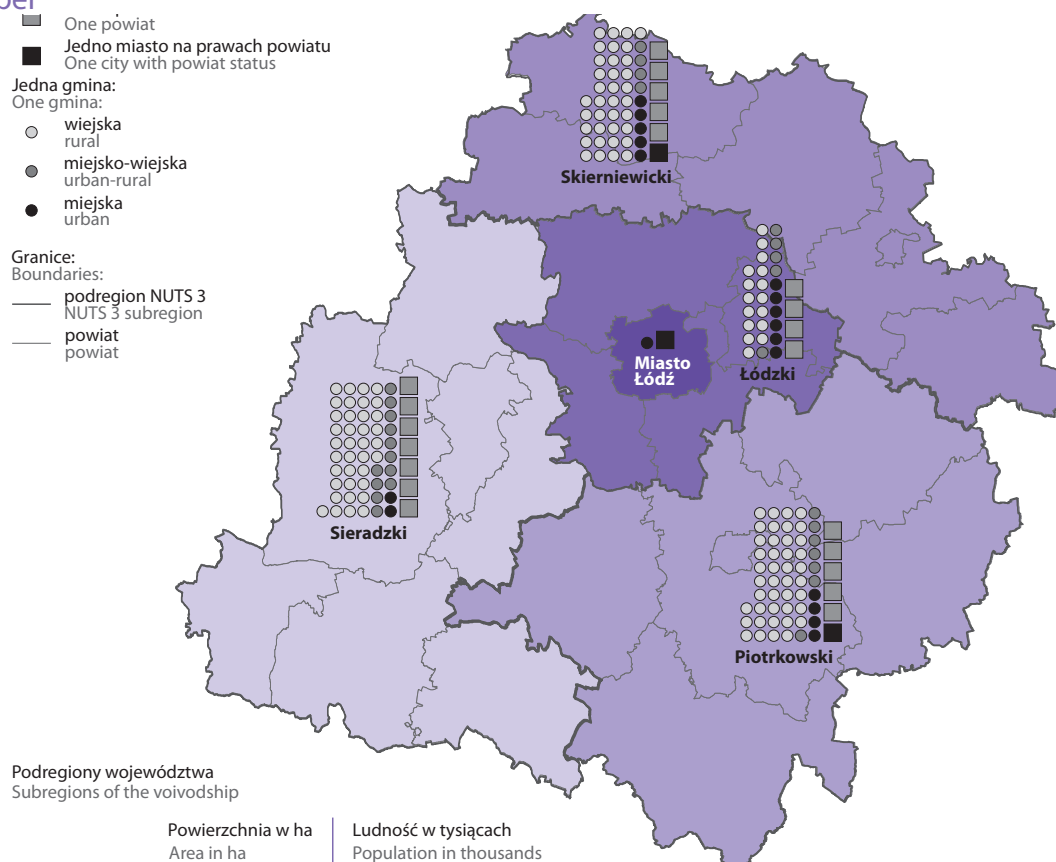 One powiat
Jedno miasto na prawach powiatu
One city with powiat status
Jedna gmina:
One gmina:
wiejska
rural
miejsko-wiejska
urban-rural
miejska
urban
Granice:
Boundaries:
podregion NUTS 3
NUTS 3 subregion
powiat
powiat
Skierniewicki
Miasto
Łódź
Łódzki
Sieradzki
Piotrkowski
Podregiony województwa
Subregions of the voivodship
Powierzchnia w ha
Area in ha
Ludność w tysiącach
Population in thousands